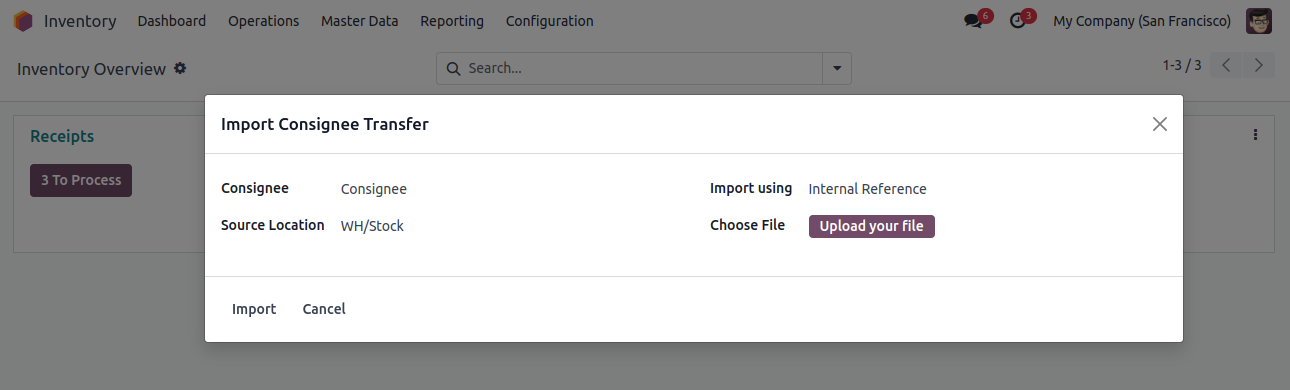 Inventory Dashboard Operations Master Data Reporting Configuration 6 3 My Company (San Francisco)
Inventory Overview Search... 1-3 / 3
Import Consignee Transfer
Receipts
3 To Process
Consignee Consignee Import using Internal Reference
Source Location WH/Stock Choose File Upload your file
Import Cancel